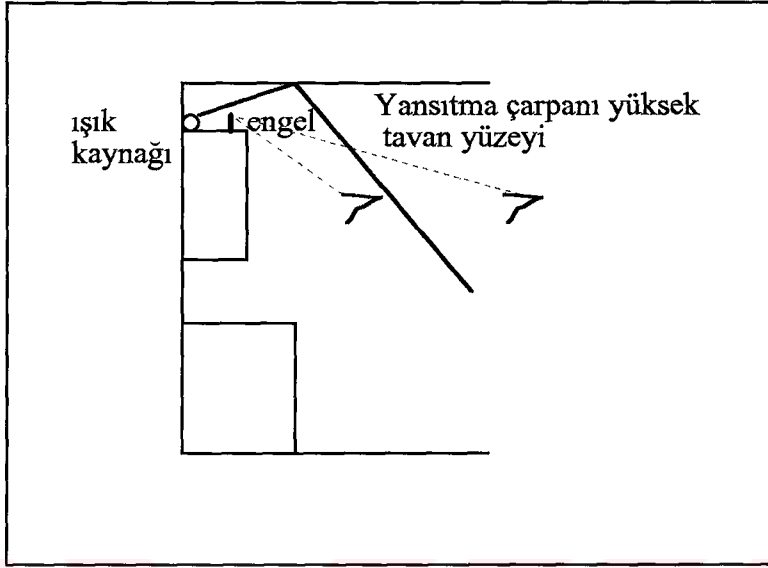 ışık
kaynağı
engel
Yansıtma çarpanı yüksek
tavan yüzeyi